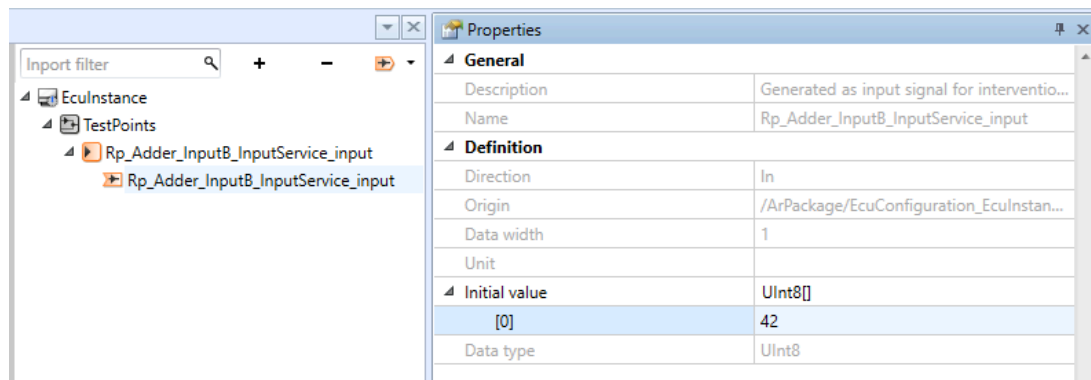 Inport filter
EcuInstance
TestPoints
Rp_Adder_InputB_InputService_input
Rp_Adder_InputB_InputService_input
Properties
General
Description Generated as input signal for interventio...
Name Rp_Adder_InputB_InputService_input
Definition
Direction In
Origin /ArPackage/EcuConfiguration_EcuInstan...
Data width 1
Unit
Initial value UInt8[]
[0] 42
Data type UInt8